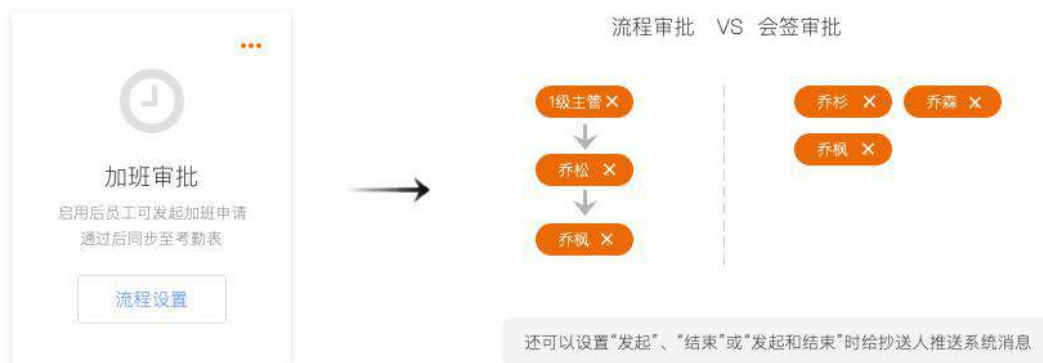 加班审批
启用后员工可发起加班申请
通过后同步至考勤表
流程设置
流程审批 VS 会签审批
1级主管 ×
乔松 ×
乔枫 ×
乔杉 × 乔森 ×
乔枫 ×
还可以设置“发起”、“结束”或“发起和结束”时给抄送人推送系统消息